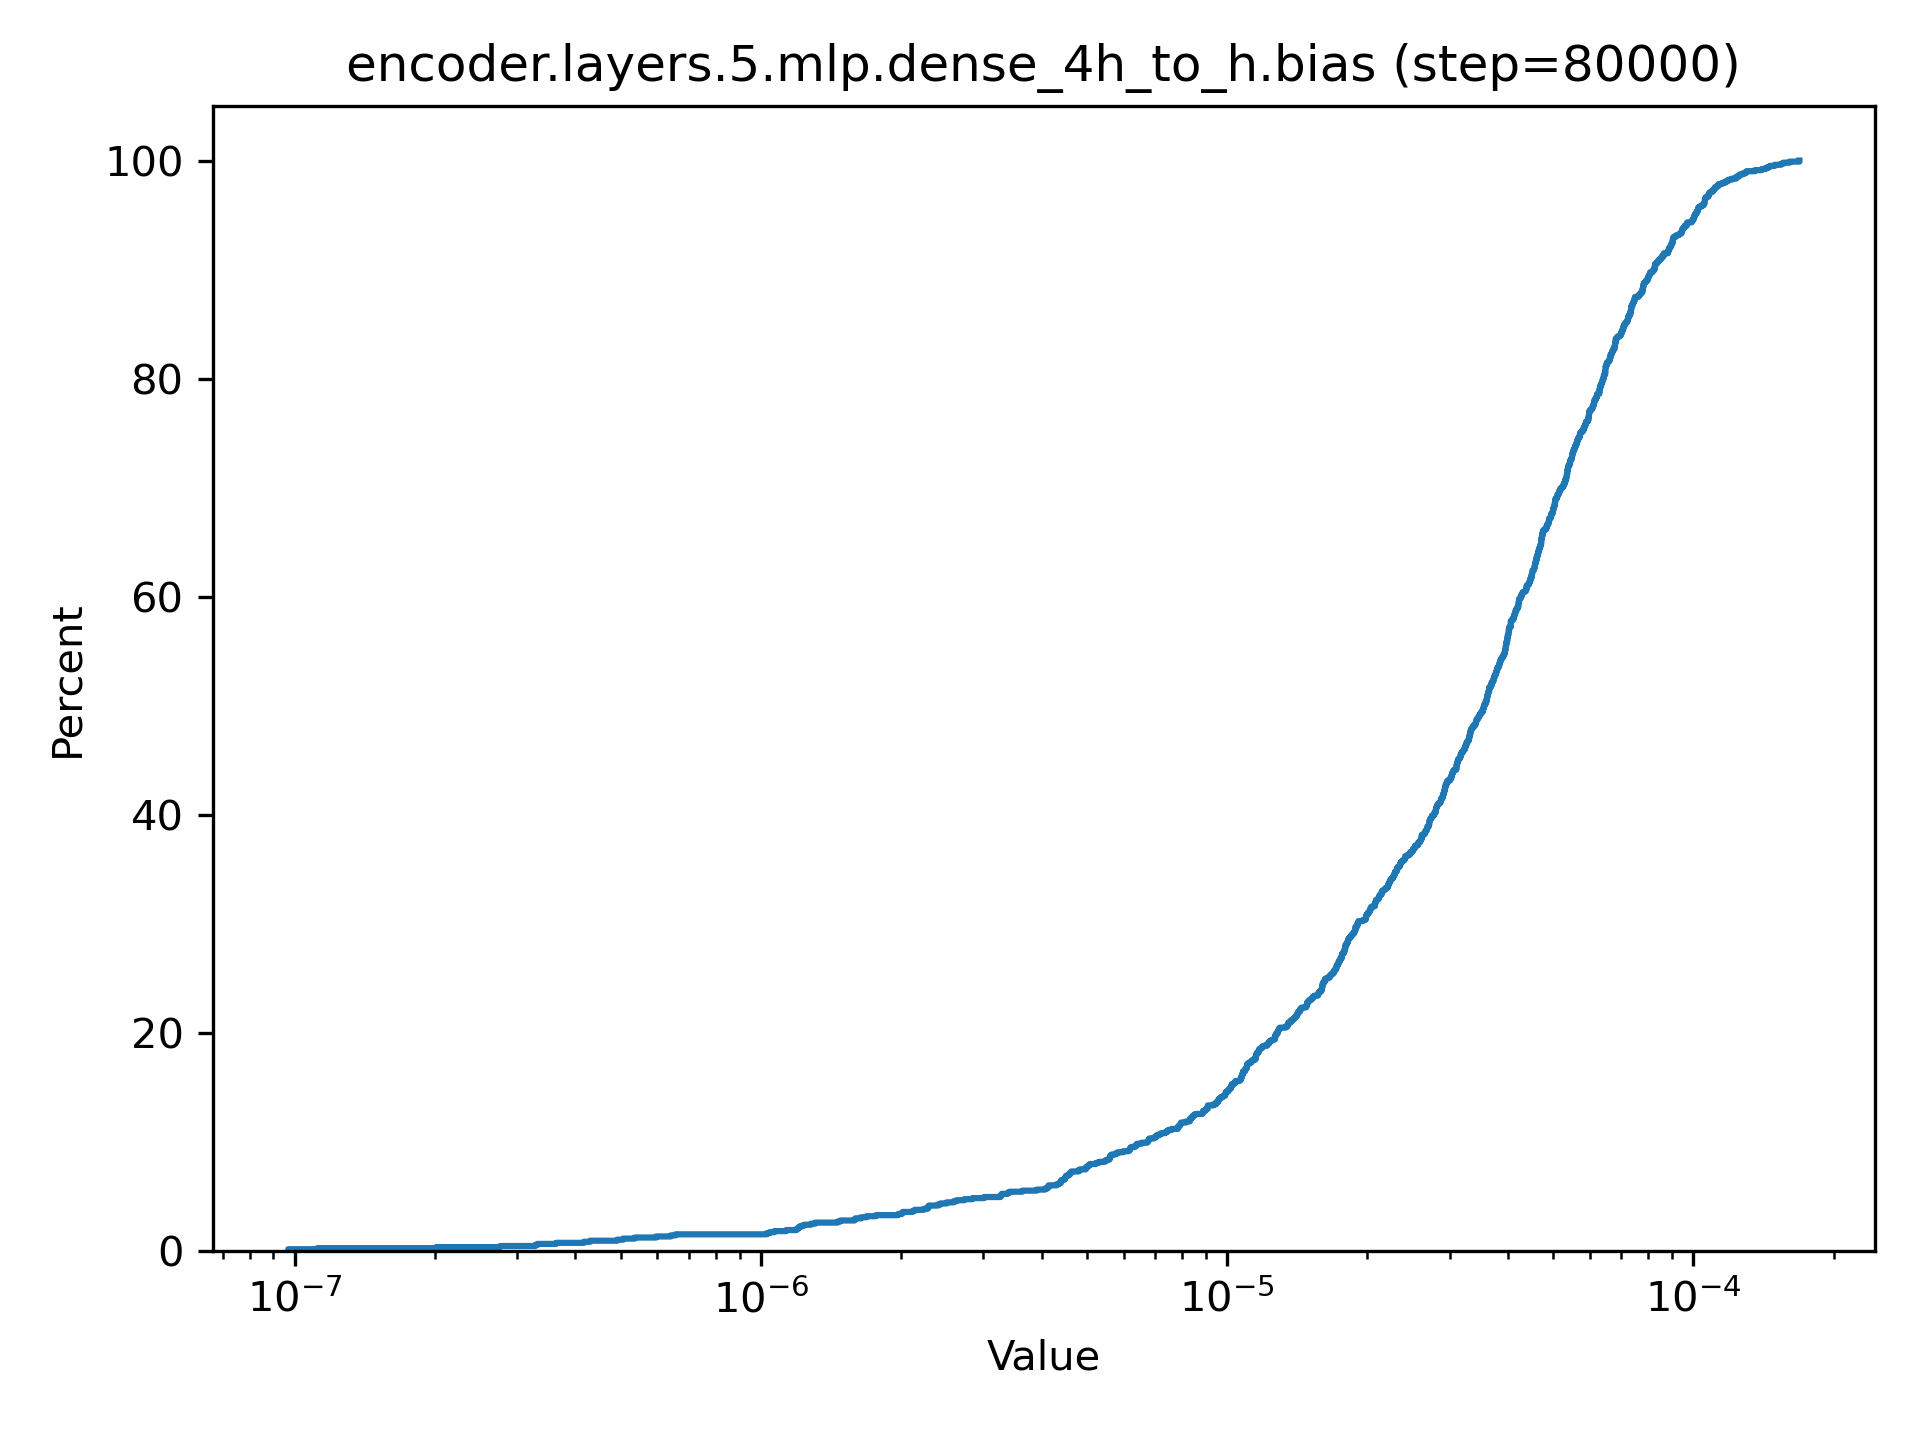 encoder.layers.5.mlp.dense_4h_to_h.bias (step=80000)
Percent
100
80
60
40
20
0
10⁻⁷ 10⁻⁶ 10⁻⁵ 10⁻⁴
Value